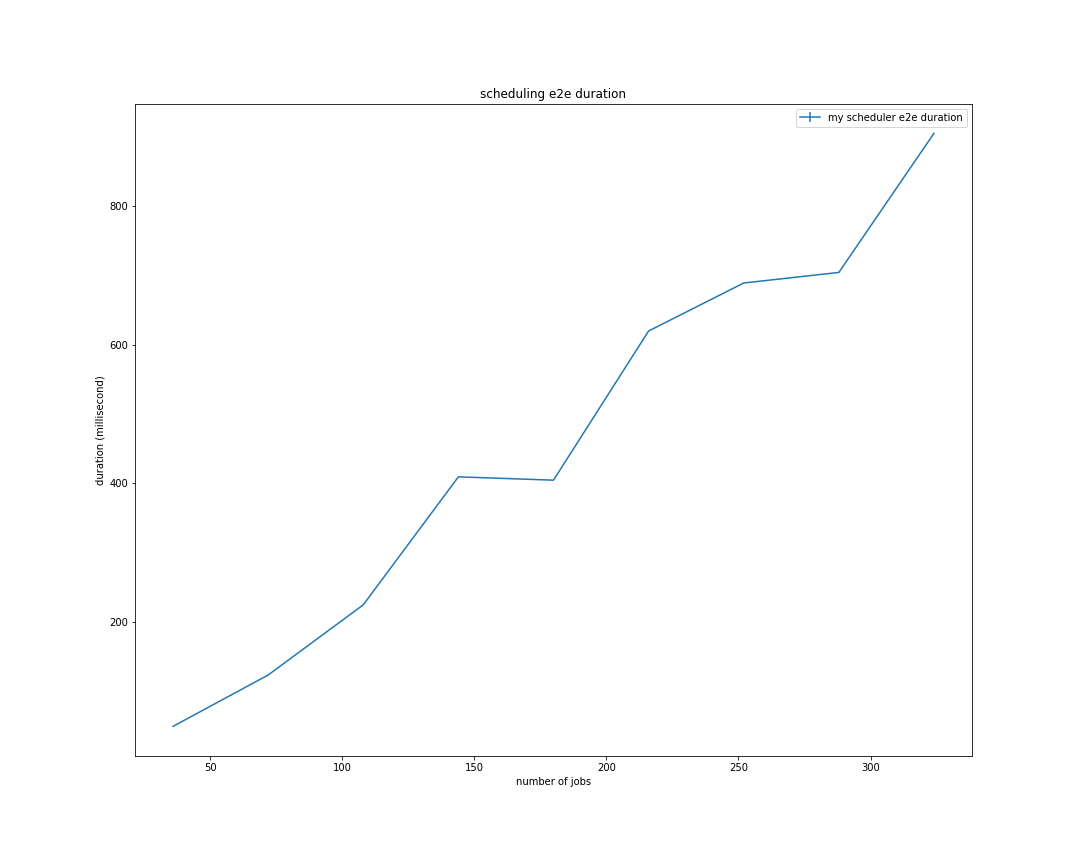 scheduling e2e duration
my scheduler e2e duration
800
600
400
200
duration (millisecond)
50 100 150 200 250 300
number of jobs